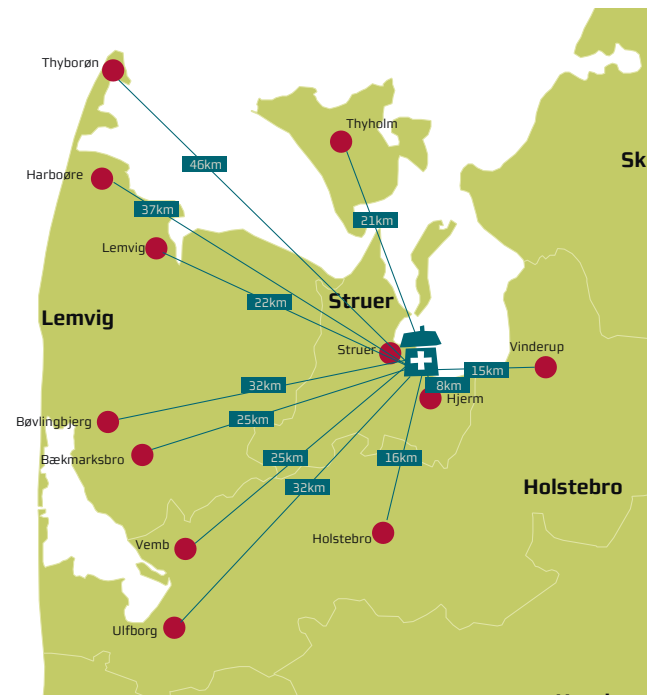 Thyborøn
Thyholm
46km
Sk
Harboøre
37km
21km
Lemvig
22km
Struer
Lemvig
Struer
Vinderup
15km
32km
8km
Hjerm
Bøvlingbjerg
25km
Bækmarksbro
25km
16km
32km
Holstebro
Holstebro
Vemb
Ulfborg